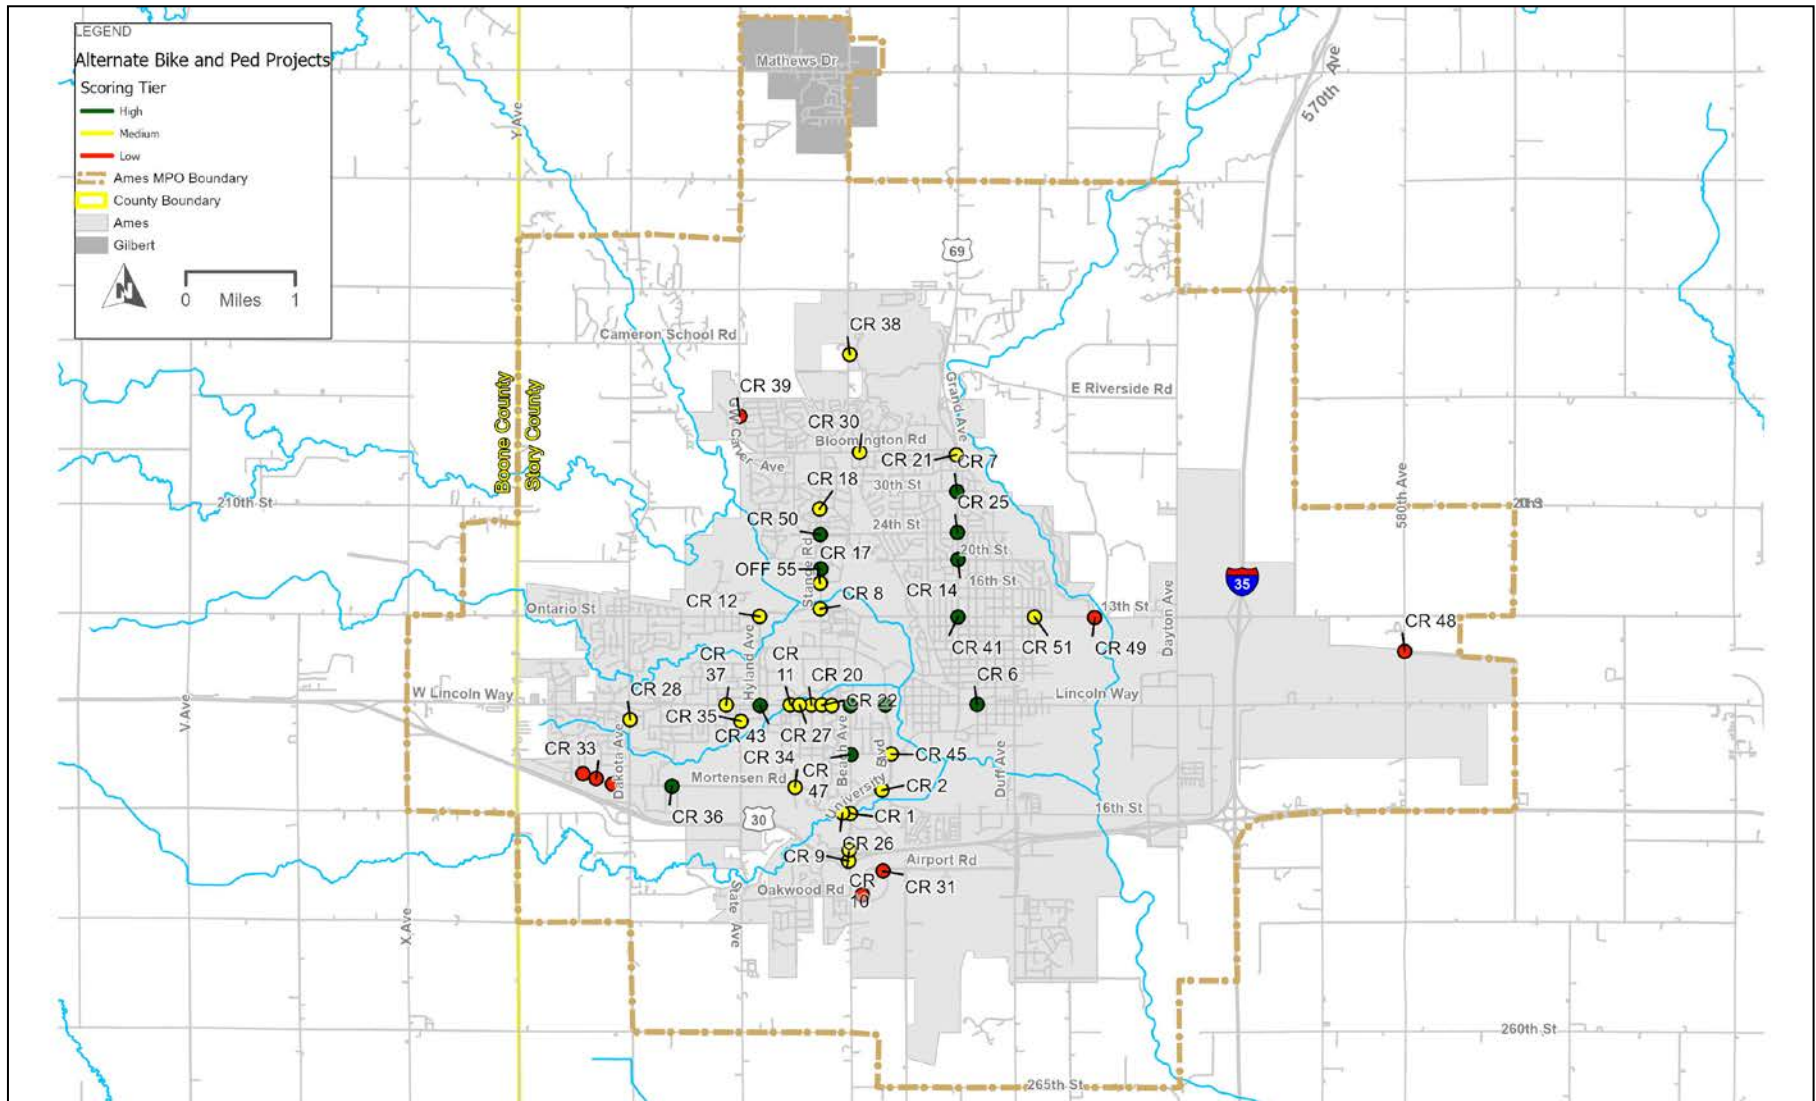 LEGEND
Alternate Bike and Ped Projects
Scoring Tier
High
Medium
Low
Ames MPO Boundary
County Boundary
Ames
Gilbert
N
0 Miles 1
Mathews Dr
570th Ave
Y Ave
69
CR 38
Cameron School Rd
CR 39
E Riverside Rd
Grand Ave
Boone County
Story County
GW Carver Ave
CR 30
Bloomington Rd
CR 21
CR 7
CR 18
30th St
CR 25
210th St
580th Ave
CR 50
24th St
CR 17
20th St
OFF 55
Stange Rd
16th St
35
CR 12
CR 8
CR 14
13th St
Ontario St
Dayton Ave
Hyland Ave
CR 41
CR 51
CR 49
CR 48
CR
37
CR
11
CR 20
CR 6
W Lincoln Way
CR 28
Lincoln Way
CR 22
V Ave
CR 35
CR 43
CR 27
Beach Ave
CR 33
Dakota Ave
CR 34
CR 45
Duff Ave
Mortensen Rd
CR
47
University Blvd
CR 2
16th St
CR 36
30
CR 1
CR 26
CR 9
Airport Rd
CR 31
Oakwood Rd
CR
10
State Ave
X Ave
260th St
265th St